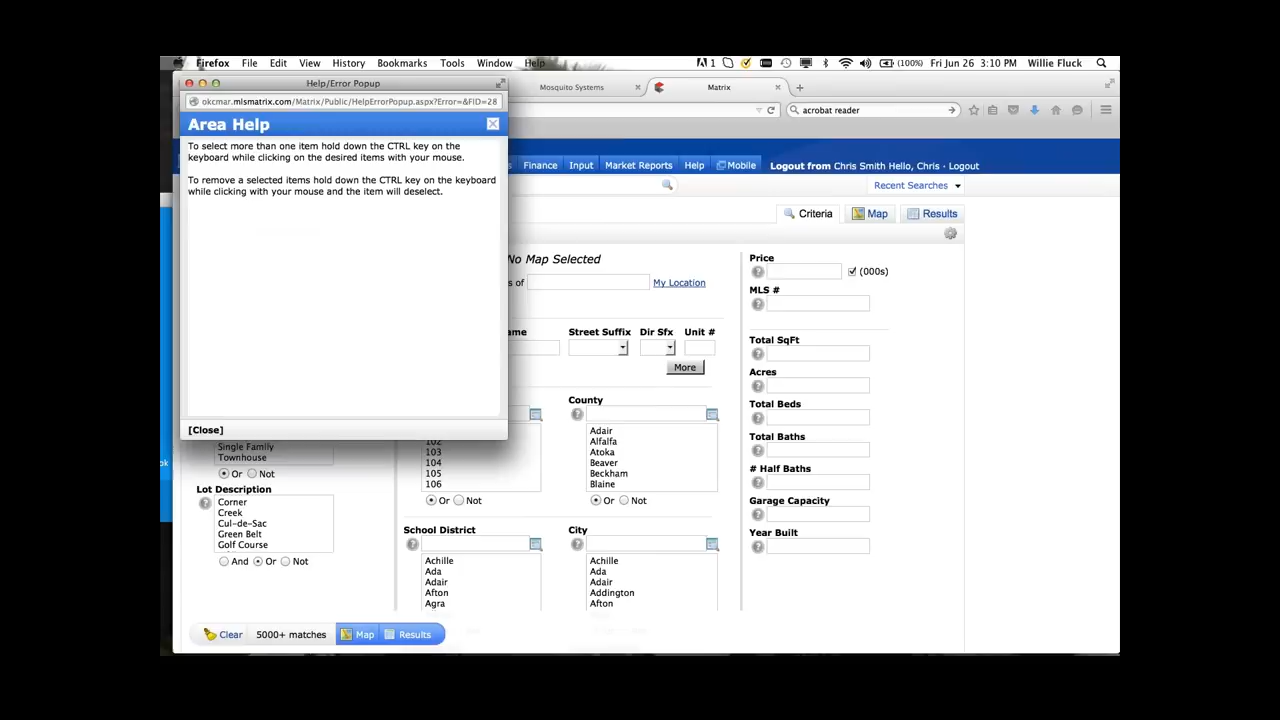 Firefox File Edit View History Bookmarks Tools Window Help
1 (100%) Fri Jun 26 3:10 PM Willie Fluck
Help/Error Popup
Mosquito Systems
Matrix
okcmar.mlsmatrix.com/Matrix/Public/HelpErrorPopup.aspx?Error=&FID=28
acrobat reader
Area Help
To select more than one item hold down the CTRL key on the
keyboard while clicking on the desired items with your mouse.
To remove a selected items hold down the CTRL key on the keyboard
while clicking with your mouse and the item will deselect.
[Close]
Finance Input Market Reports Help Mobile Logout from Chris Smith Hello, Chris · Logout
Recent Searches
Criteria Map Results
No Map Selected
s of
My Location
ame Street Suffix Dir Sfx Unit #
More
Price
(000s)
MLS #
Total SqFt
Acres
Total Beds
Total Baths
# Half Baths
Garage Capacity
Year Built
County
Adair
Alfalfa
Atoka
Beaver
Beckham
Blaine
Or Not
102
103
104
105
106
Or Not
Single Family
Townhouse
Or Not
Lot Description
Corner
Creek
Cul-de-Sac
Green Belt
Golf Course
And Or Not
School District
Achille
Ada
Adair
Afton
Agra
City
Achille
Ada
Adair
Addington
Afton
ok
Clear 5000+ matches Map Results